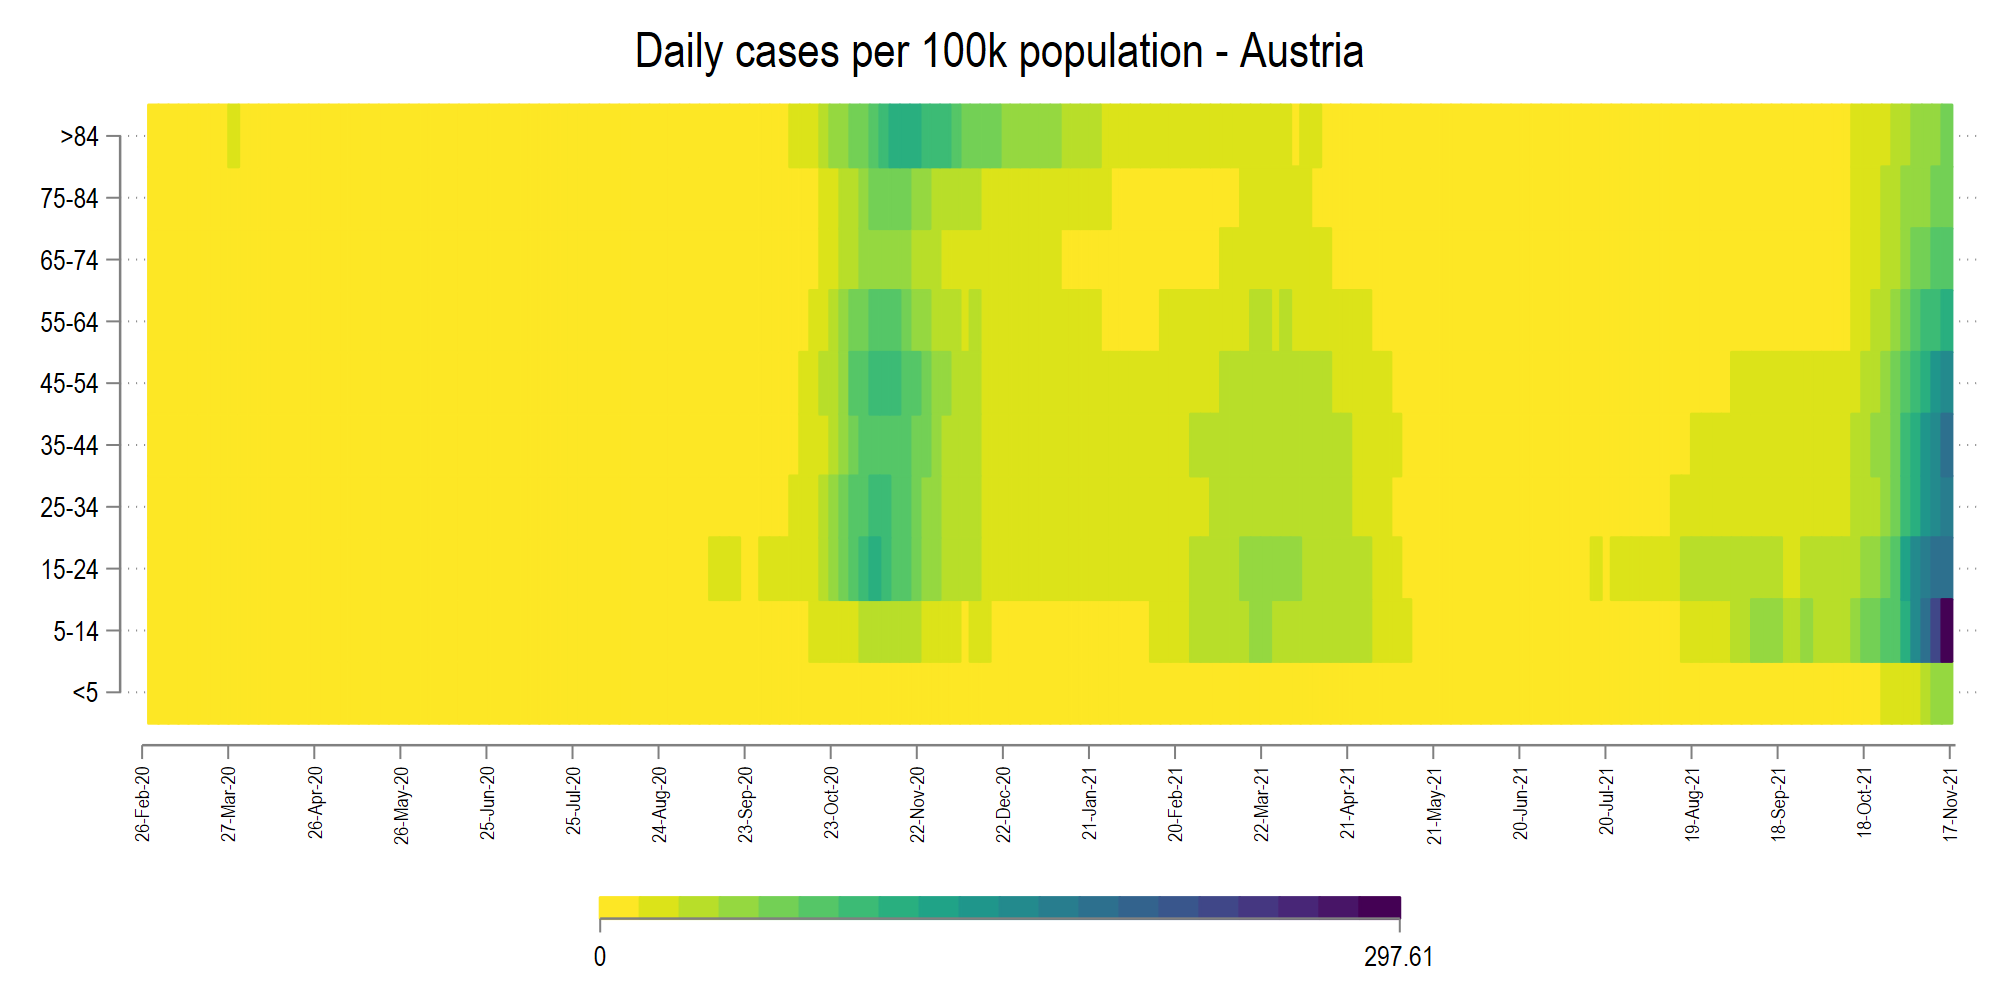 Daily cases per 100k population - Austria
>84
75-84
65-74
55-64
45-54
35-44
25-34
15-24
5-14
<5
26-Feb-20
27-Mar-20
26-Apr-20
26-May-20
25-Jun-20
25-Jul-20
24-Aug-20
23-Sep-20
23-Oct-20
22-Nov-20
22-Dec-20
21-Jan-21
20-Feb-21
22-Mar-21
21-Apr-21
21-May-21
20-Jun-21
20-Jul-21
19-Aug-21
18-Sep-21
18-Oct-21
17-Nov-21
0
297.61